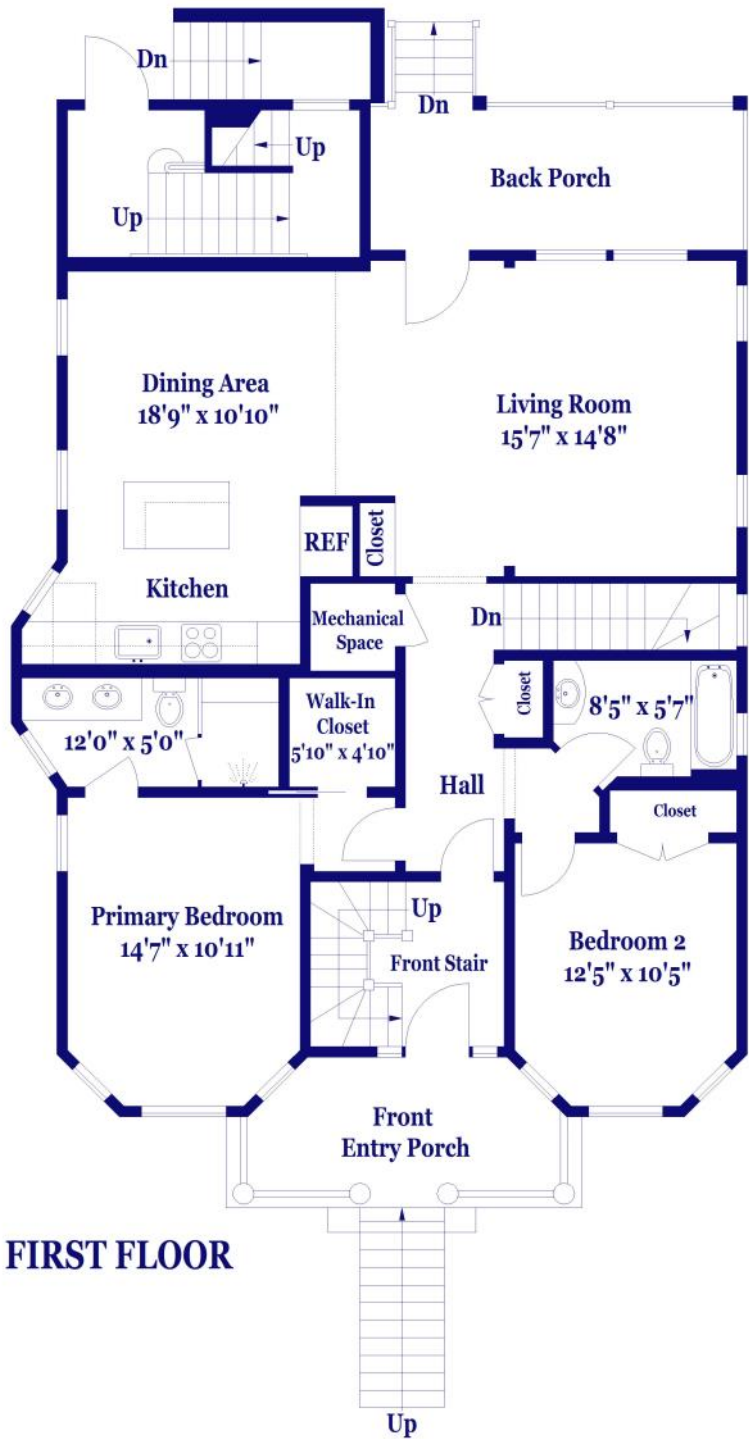 Dn
Dn
Up
Up
Back Porch
Dining Area
18'9" x 10'10"
Living Room
15'7" x 14'8"
REF
Closet
Kitchen
Mechanical
Space
Dn
Walk-In
Closet
5'10" x 4'10"
Closet
8'5" x 5'7"
12'0" x 5'0"
Hall
Closet
Primary Bedroom
14'7" x 10'11"
Up
Front Stair
Bedroom 2
12'5" x 10'5"
Front
Entry Porch
FIRST FLOOR
Up